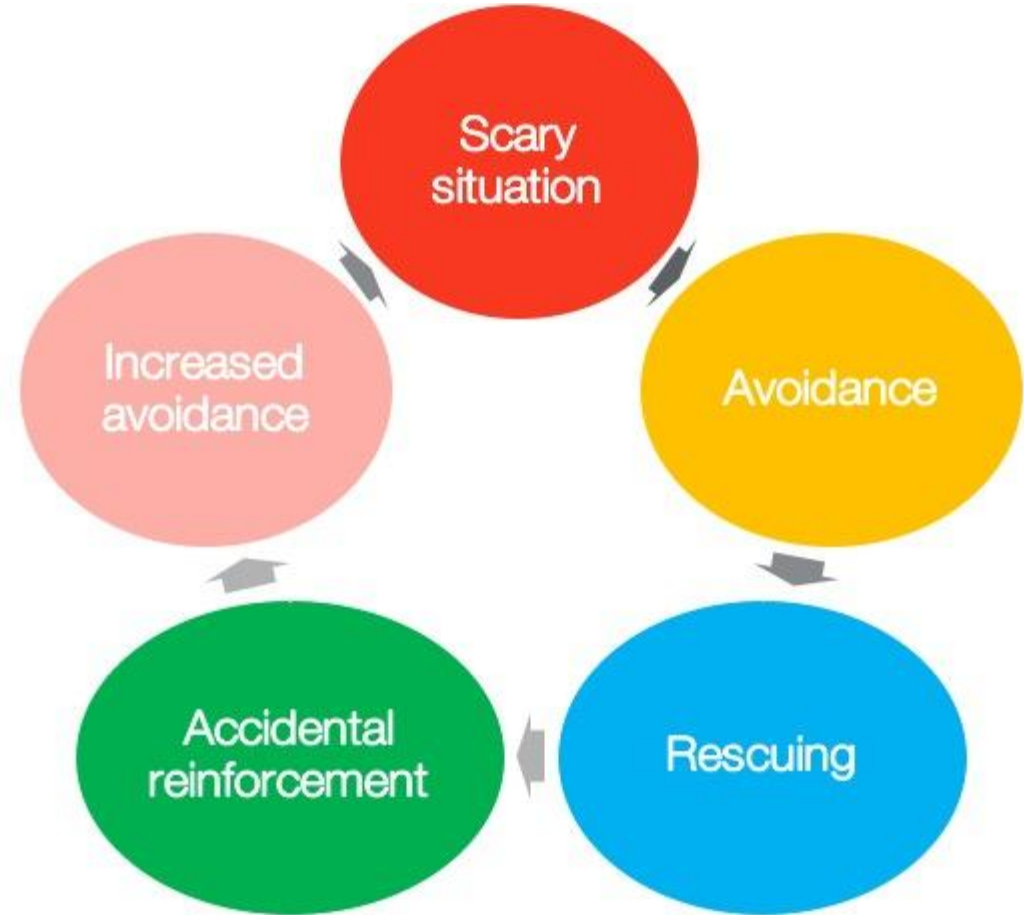 Scary
situation
Avoidance
Rescuing
Accidental
reinforcement
Increased
avoidance